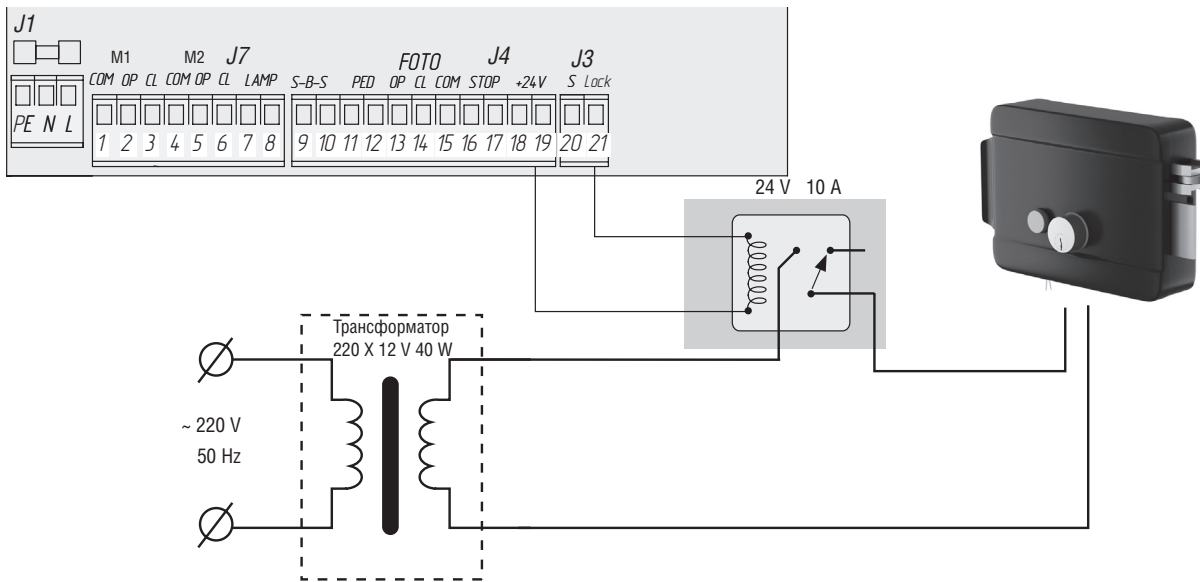 J1
M1 M2 J7 FOTO J4 J3
COM OP CL COM OP CL LAMP S-B-S PED OP CL COM STOP +24V S Lock
PE N L
1 2 3 4 5 6 7 8 9 10 11 12 13 14 15 16 17 18 19 20 21
24 V 10 A
Трансформатор
220 X 12 V 40 W
~ 220 V
50 Hz